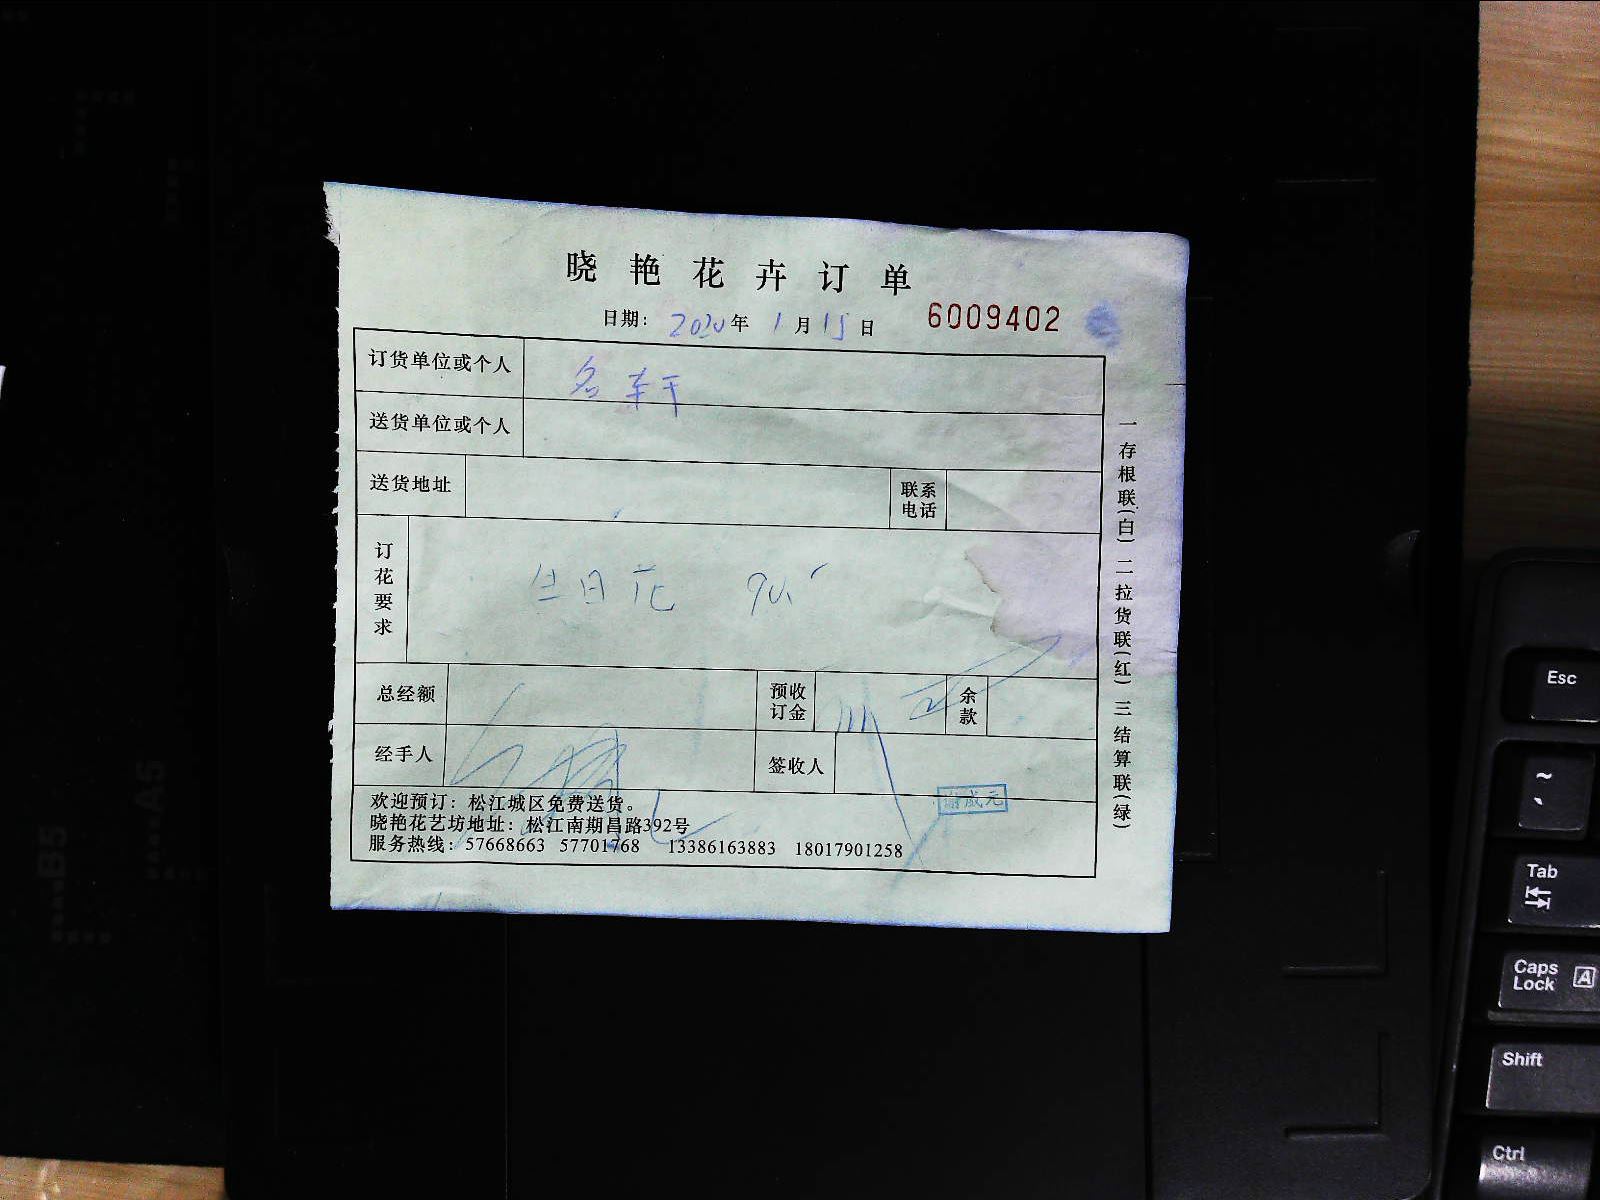 晓艳花卉订单
日期：2020年1月15日 6009402
订货单位或个人 名轩
送货单位或个人
送货地址 联系电话
订花要求 生日花 90.-
总经额 预收订金 余款
经手人 签收人
欢迎预订：松江城区免费送货。
晓艳花艺坊地址：松江南期昌路392号
服务热线：57668663 57701768 13386163883 18017901258
一存根联（白）二拉货联（红）三结算联（绿）
B5
A5
Esc
~
`
Tab
Caps Lock A
Shift
Ctrl